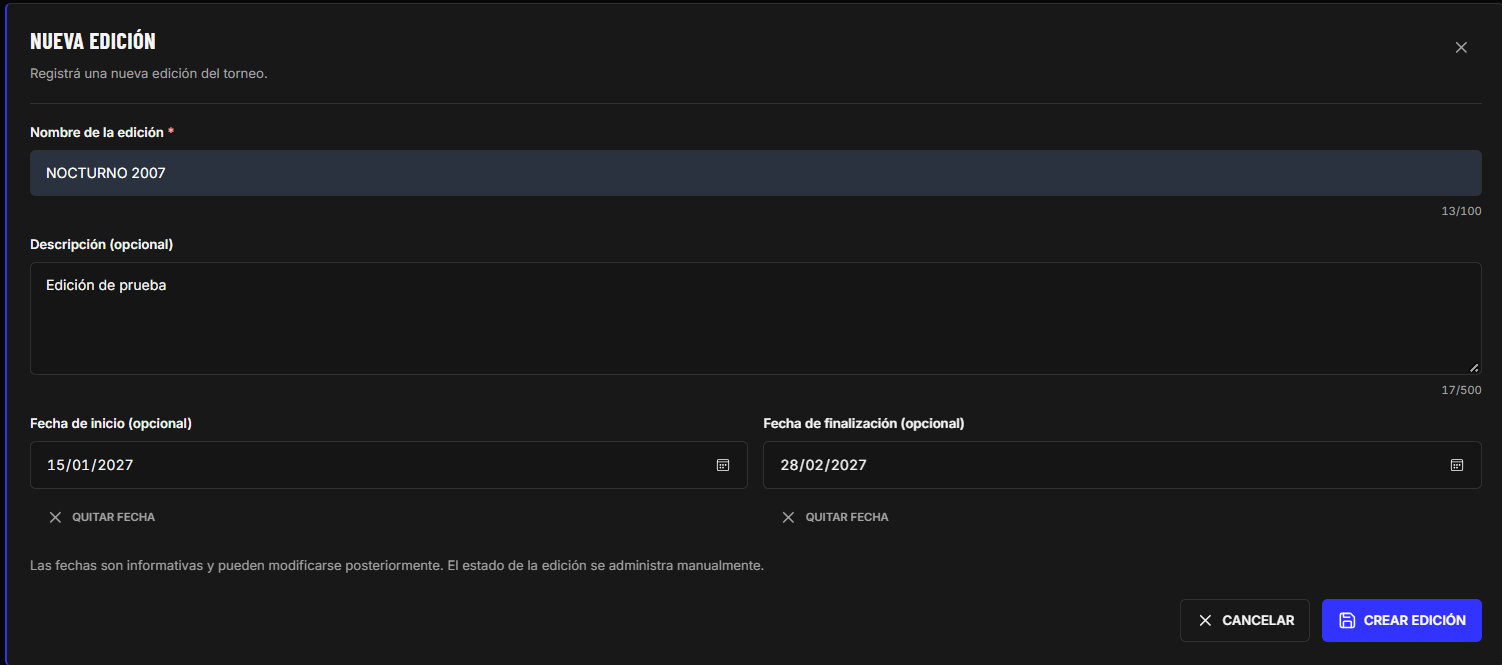 NUEVA EDICIÓN
Registrá una nueva edición del torneo.
Nombre de la edición *
NOCTURNO 2007
13/100
Descripción (opcional)
Edición de prueba
17/500
Fecha de inicio (opcional) Fecha de finalización (opcional)
15/01/2027 28/02/2027
QUITAR FECHA QUITAR FECHA
Las fechas son informativas y pueden modificarse posteriormente. El estado de la edición se administra manualmente.
CANCELAR CREAR EDICIÓN